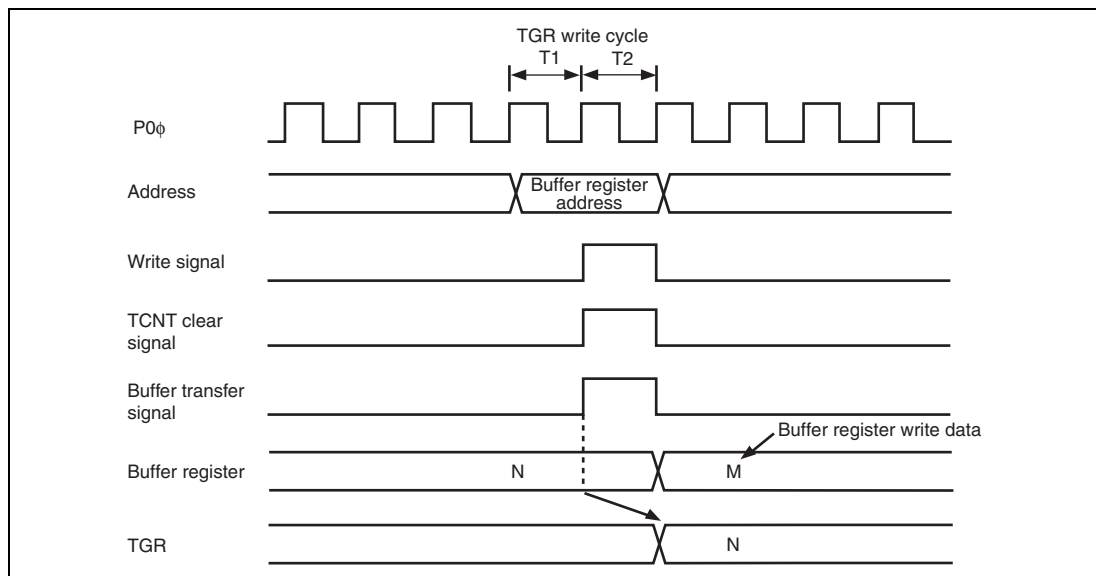 TGR write cycle
T1 T2
P0ϕ
Address
Buffer register
address
Write signal
TCNT clear
signal
Buffer transfer
signal
Buffer register write data
Buffer register
N M
TGR
N